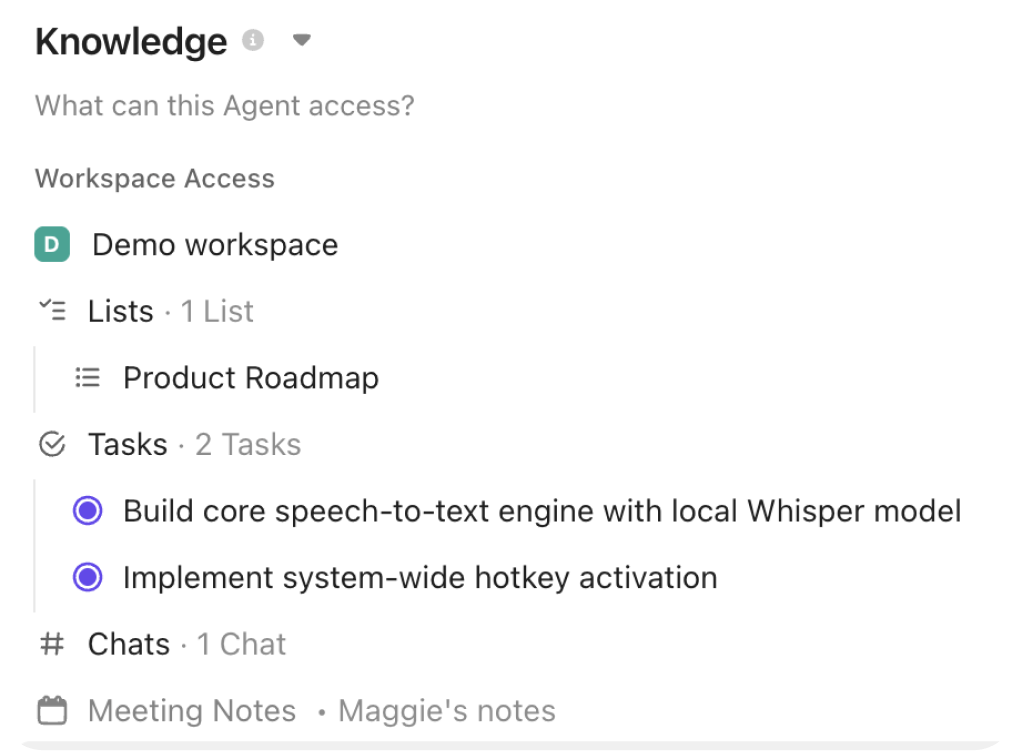 Knowledge
What can this Agent access?
Workspace Access
D Demo workspace
Lists · 1 List
Product Roadmap
Tasks · 2 Tasks
Build core speech-to-text engine with local Whisper model
Implement system-wide hotkey activation
# Chats · 1 Chat
Meeting Notes • Maggie's notes